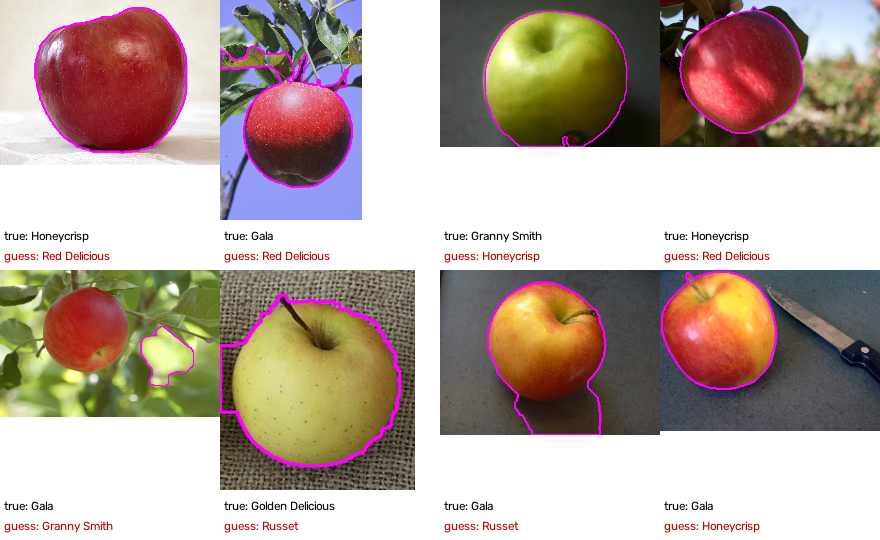 true: Honeycrisp
guess: Red Delicious
true: Gala
guess: Red Delicious
true: Granny Smith
guess: Honeycrisp
true: Honeycrisp
guess: Red Delicious
true: Gala
guess: Granny Smith
true: Golden Delicious
guess: Russet
true: Gala
guess: Russet
true: Gala
guess: Honeycrisp